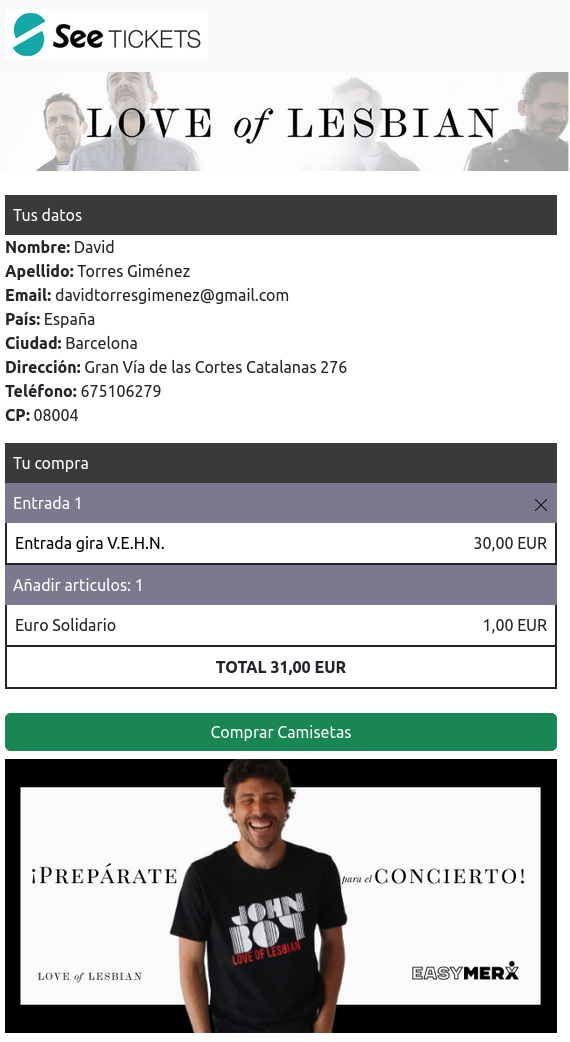 See TICKETS
LOVE of LESBIAN
Tus datos
Nombre: David
Apellido: Torres Giménez
Email: davidtorresgimenez@gmail.com
País: España
Ciudad: Barcelona
Dirección: Gran Vía de las Cortes Catalanas 276
Teléfono: 675106279
CP: 08004
Tu compra
Entrada 1
Entrada gira V.E.H.N. 30,00 EUR
Añadir articulos: 1
Euro Solidario 1,00 EUR
TOTAL 31,00 EUR
Comprar Camisetas
¡PREPÁRATE para el CONCIERTO!
JOHN
BOY
LOVE OF LESBIAN
LOVE of LESBIAN
EASYMERX